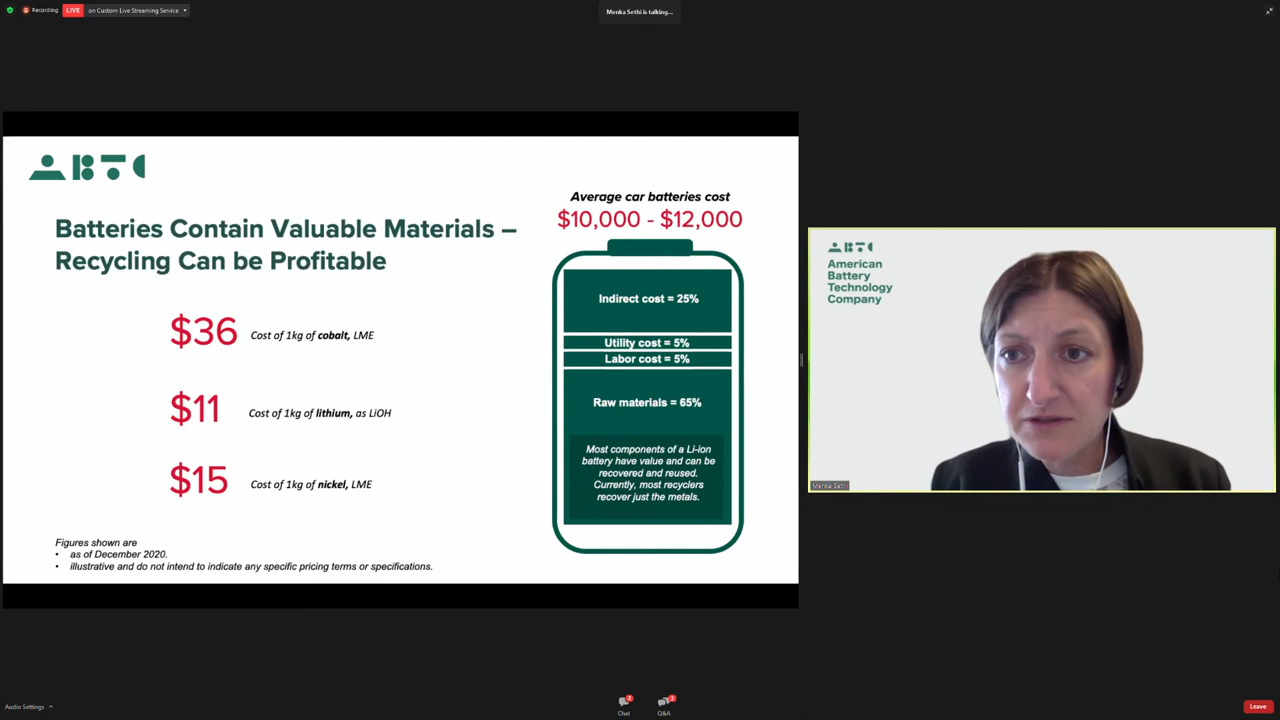 Recording
LIVE
on Custom Live Streaming Service
Menka Sethi is talking...
ABTC
Batteries Contain Valuable Materials –
Recycling Can be Profitable
$36 Cost of 1kg of cobalt, LME
$11 Cost of 1kg of lithium, as LiOH
$15 Cost of 1kg of nickel, LME
Figures shown are
• as of December 2020.
• illustrative and do not intend to indicate any specific pricing terms or specifications.
Average car batteries cost
$10,000 - $12,000
Indirect cost = 25%
Utility cost = 5%
Labor cost = 5%
Raw materials = 65%
Most components of a Li-ion
battery have value and can be
recovered and reused.
Currently, most recyclers
recover just the metals.
ABTC
American
Battery
Technology
Company
Menka Sethi
Audio Settings
Chat
Q&A
Leave